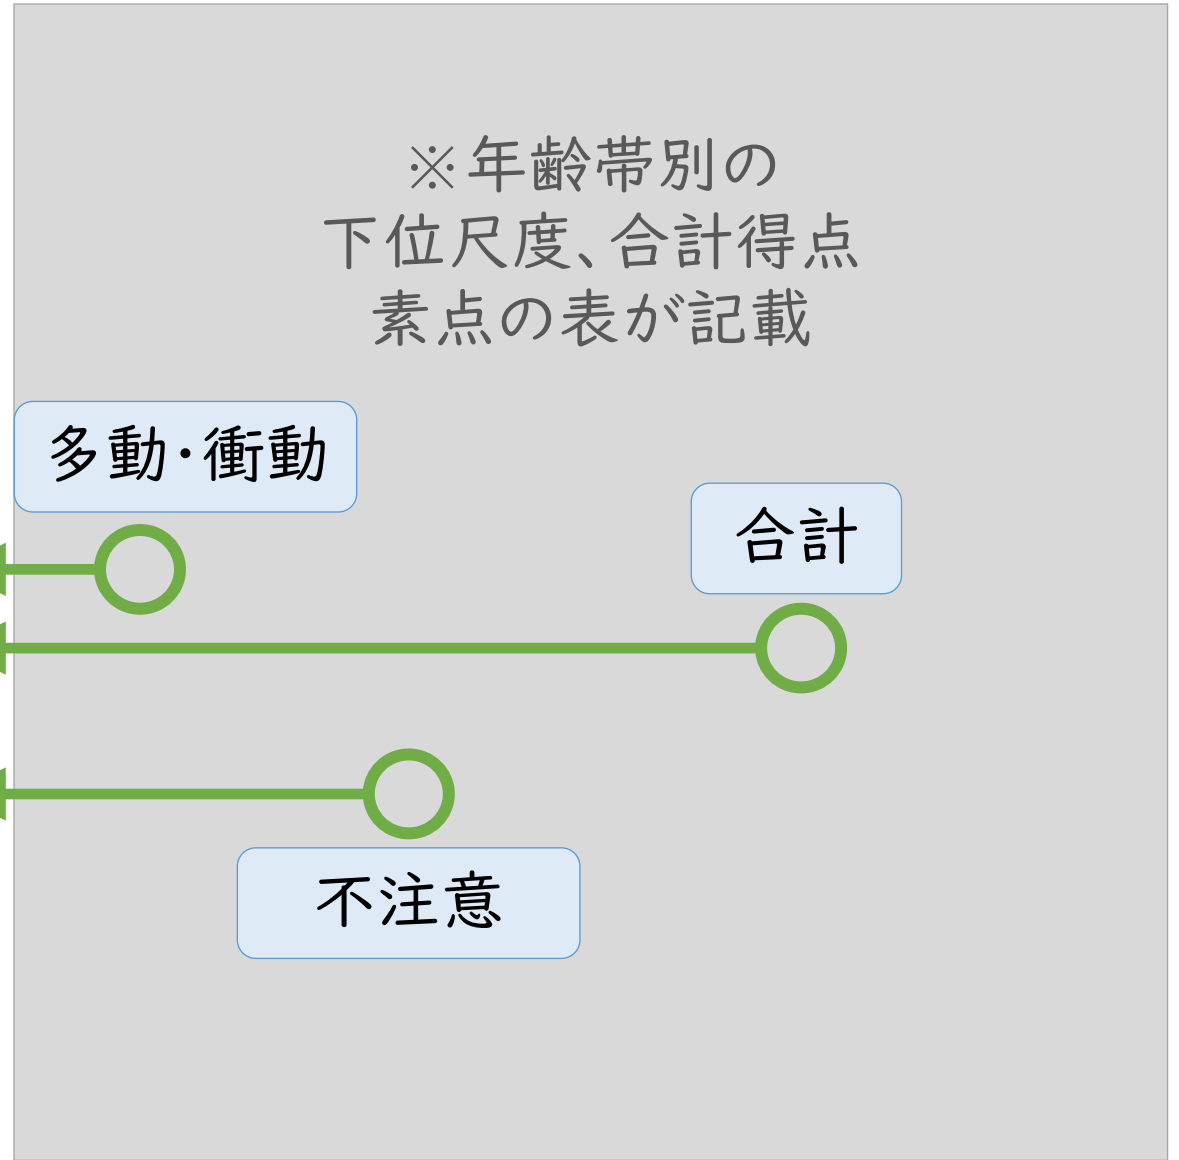 ※年齢帯別の
下位尺度、合計得点
素点の表が記載
多動・衝動
合計
不注意